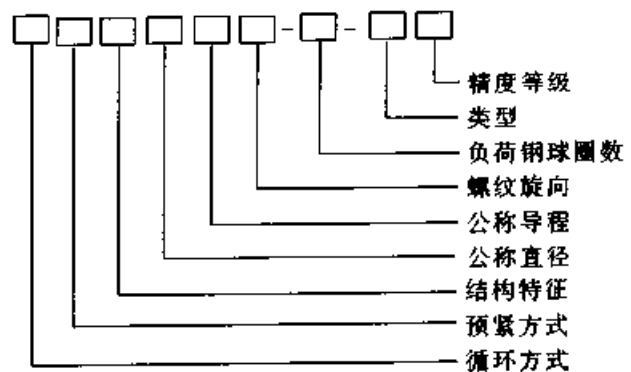 精度等级
类型
负荷钢球圈数
螺纹旋向
公称导程
公称直径
结构特征
预紧方式
循环方式